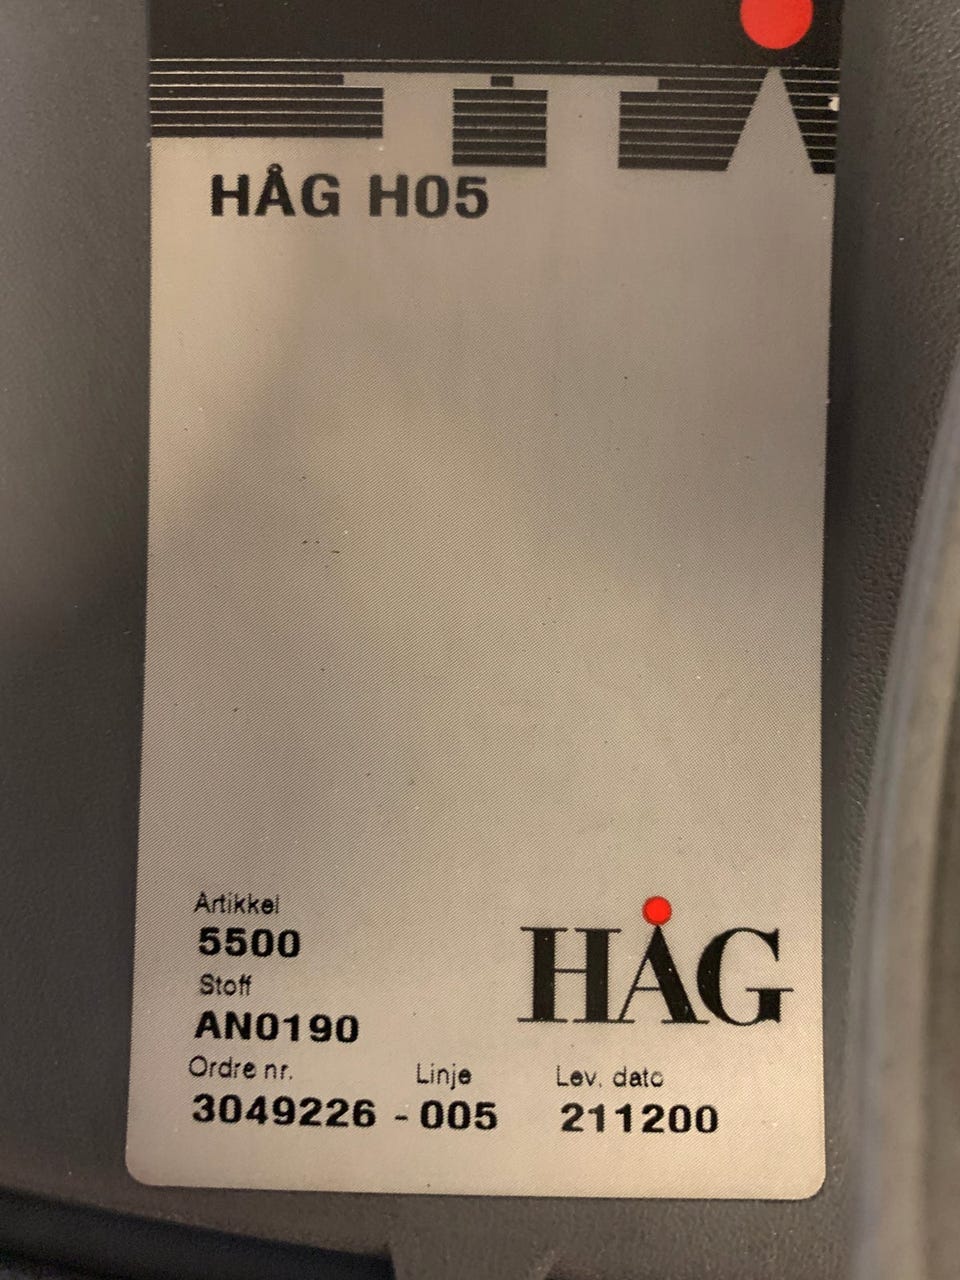 HÅG H05
Artikkel
5500
Stoff
AN0190
HÅG
Ordre nr. Linje Lev. dato
3049226 - 005 211200